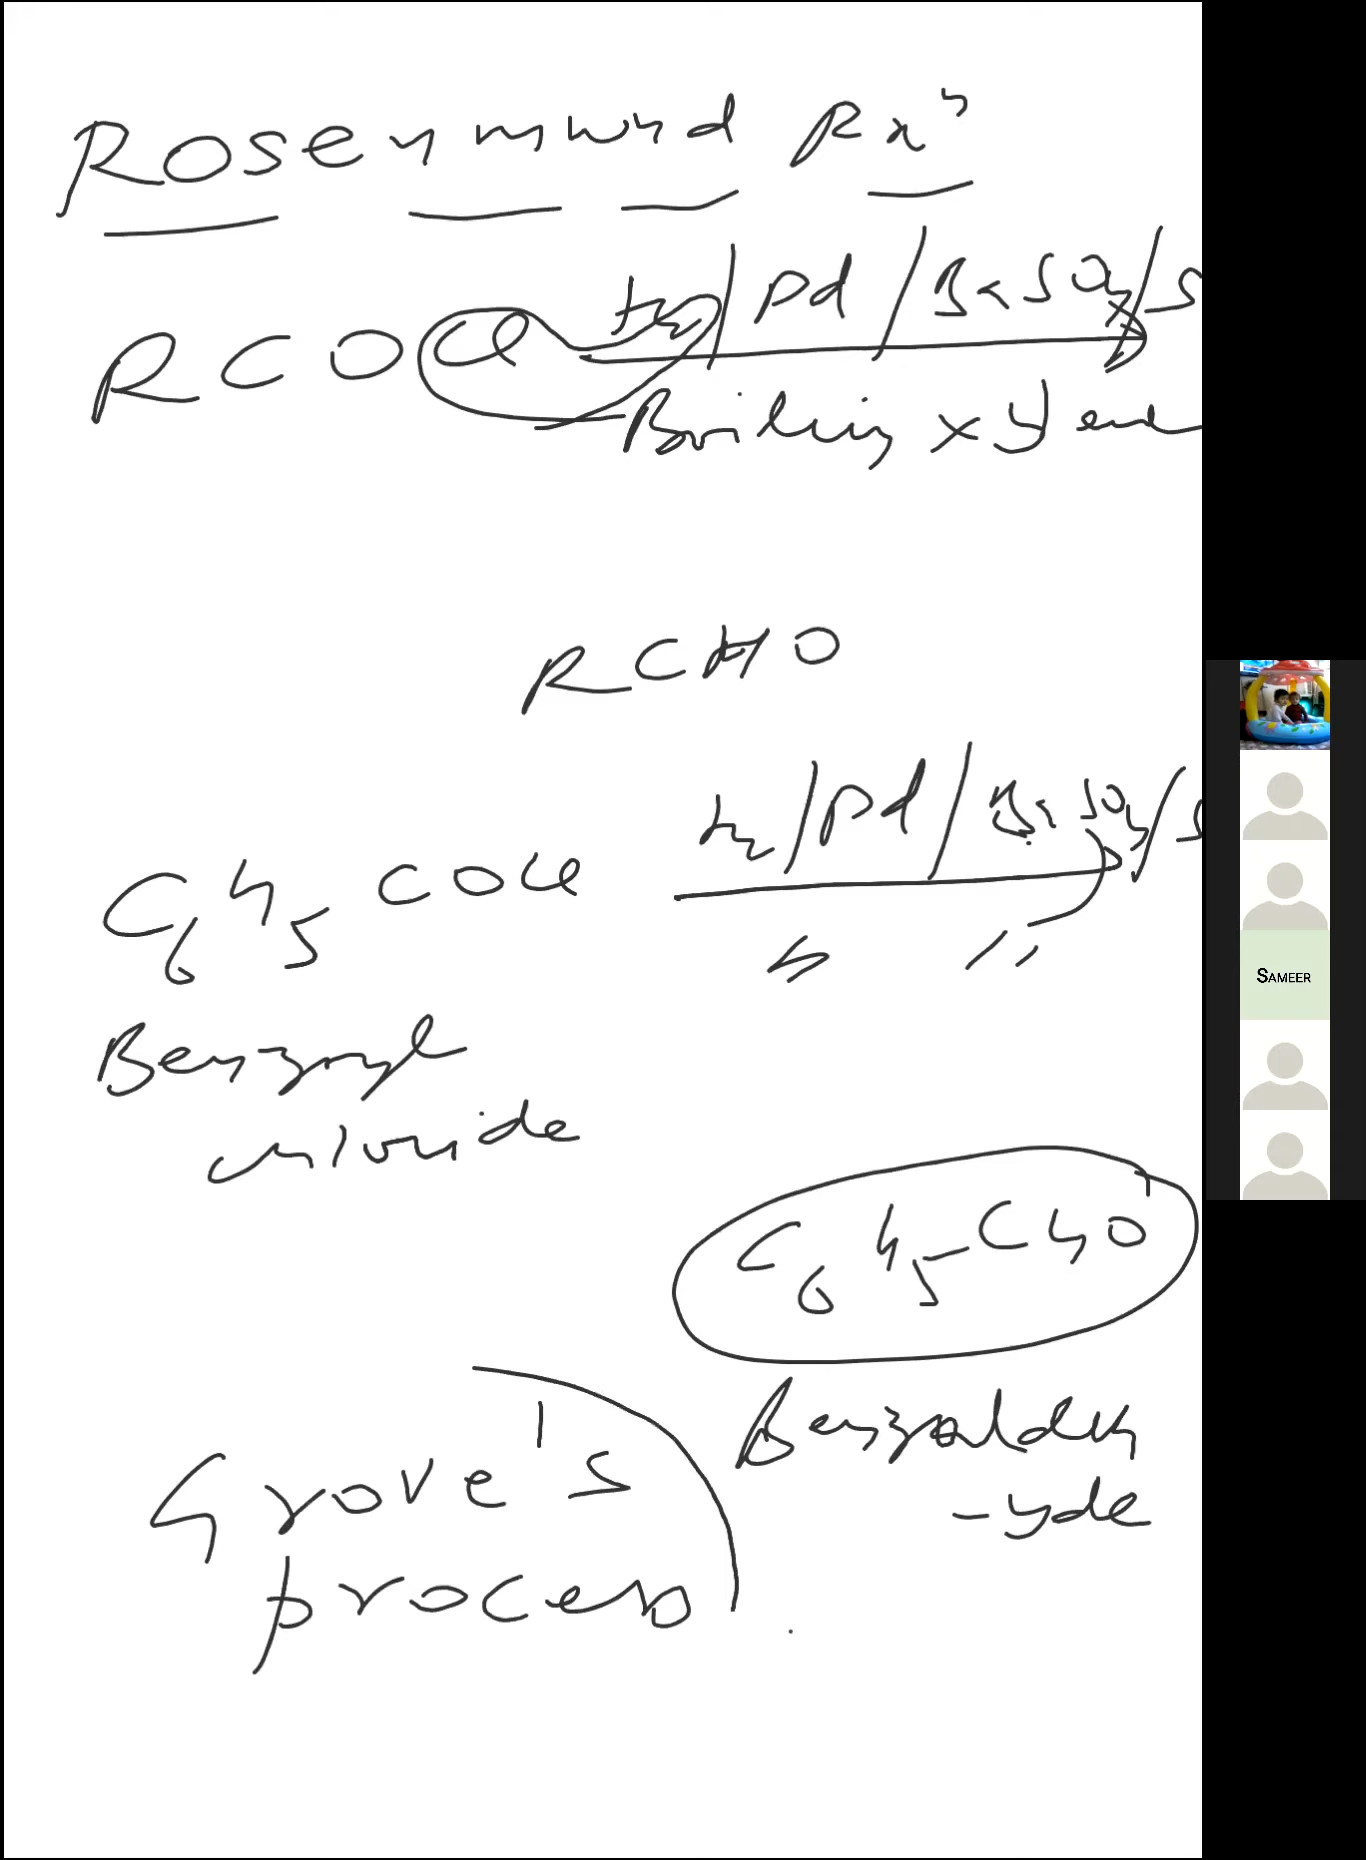 Rosenmund Rxn
H2/Pd/BaSO4/S
RCOCl
Boiling xylene
RCHO
H2/Pd/BaSO4/S
C6H5COCl
" "
Benzoyl
chloride
C6H5-CHO
Benzaldeh
-yde
Grove's
process
SAMEER